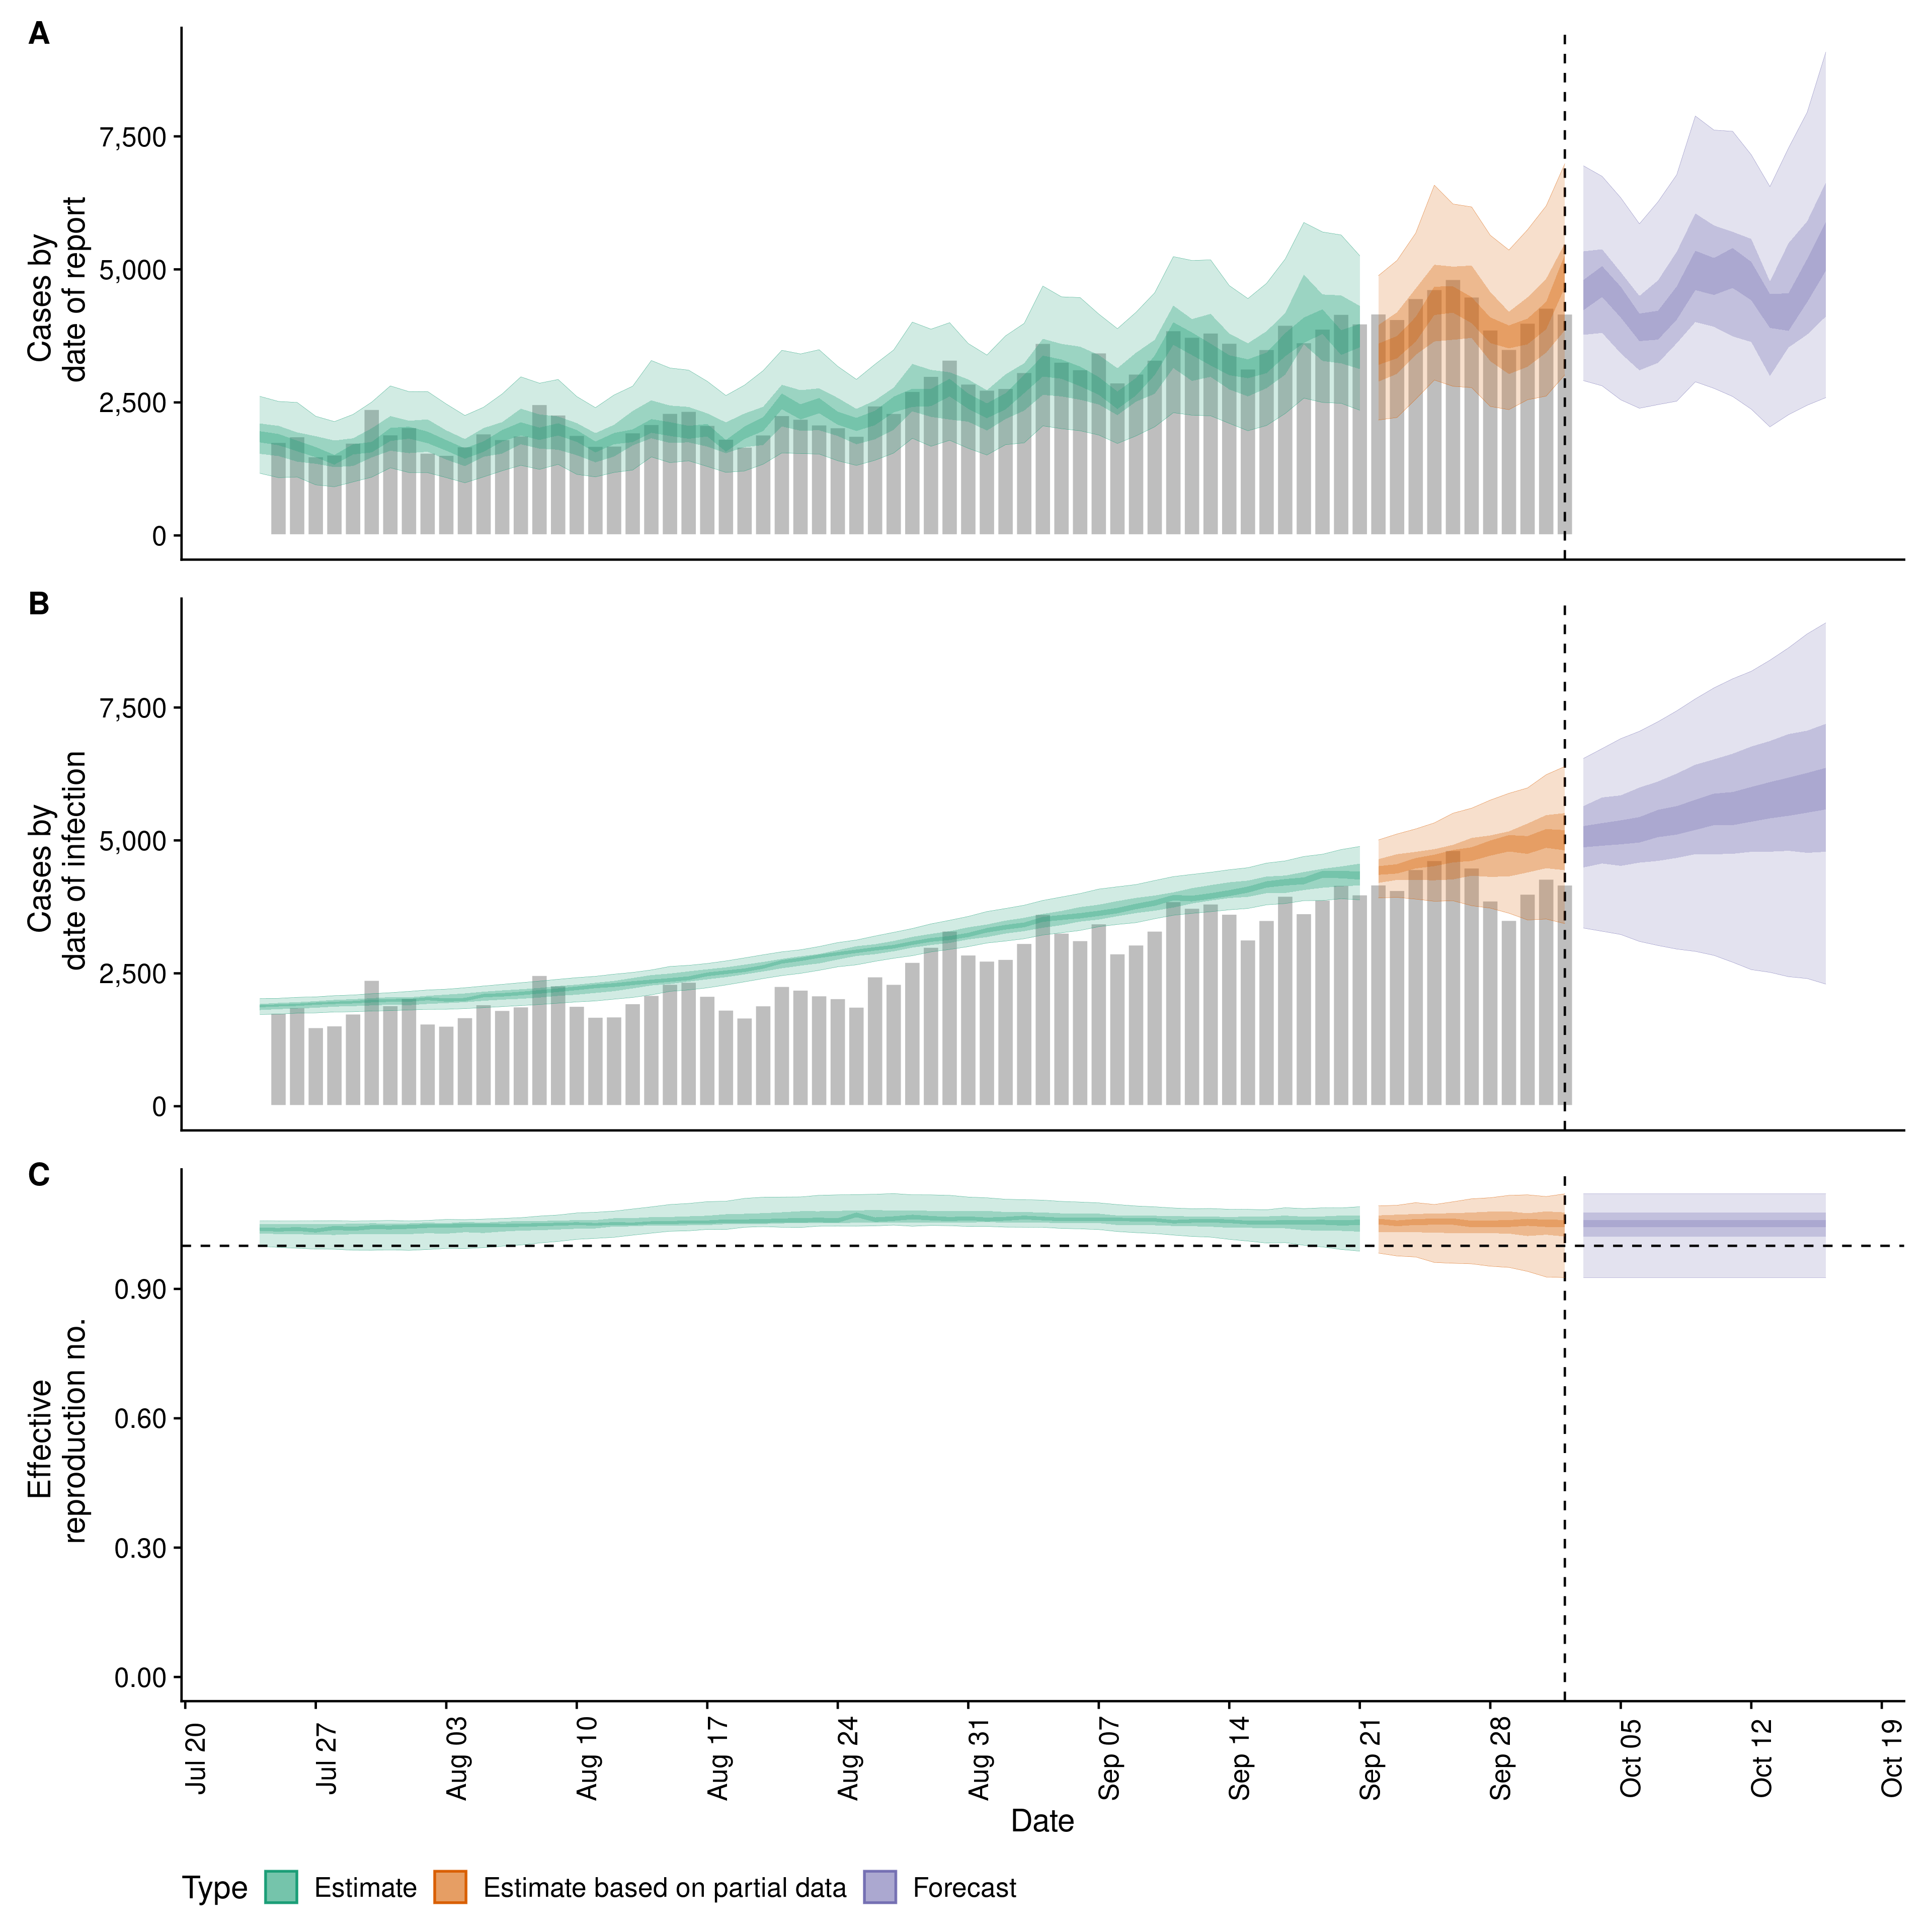 A
Cases by
date of report
7,500
5,000
2,500
0
B
Cases by
date of infection
7,500
5,000
2,500
0
C
Effective
reproduction no.
0.90
0.60
0.30
0.00
Jul 20
Jul 27
Aug 03
Aug 10
Aug 17
Aug 24
Aug 31
Sep 07
Sep 14
Sep 21
Sep 28
Oct 05
Oct 12
Oct 19
Date
Type Estimate Estimate based on partial data Forecast